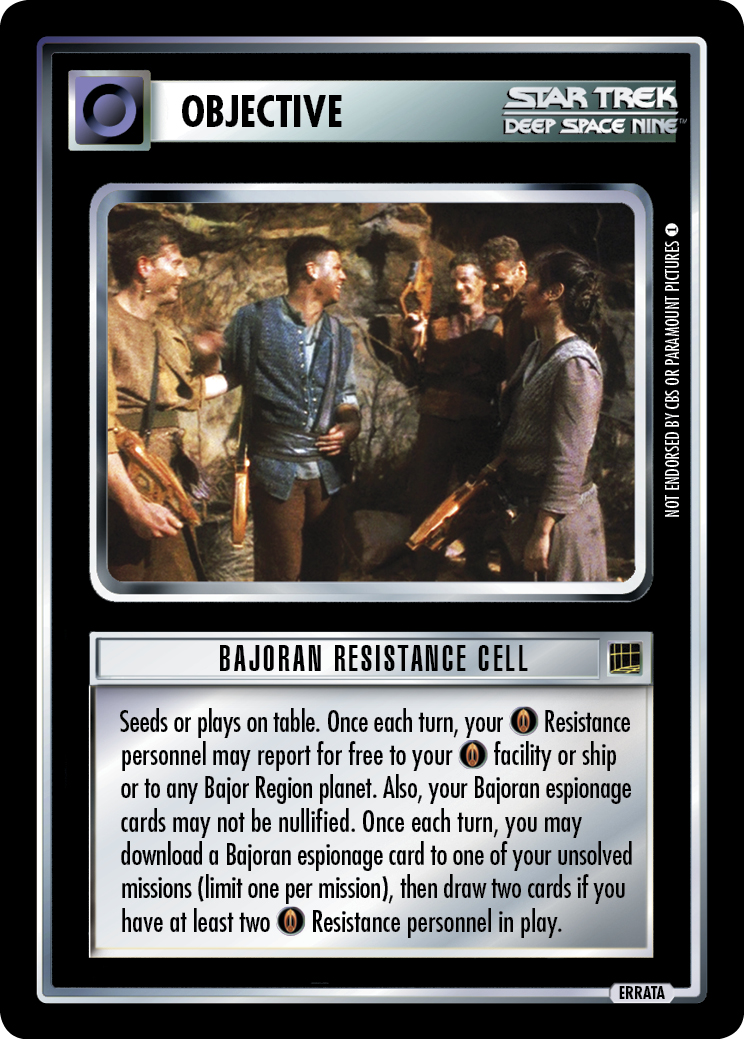 OBJECTIVE
STAR TREK
DEEP SPACE NINE™
NOT ENDORSED BY CBS OR PARAMOUNT PICTURES 1
BAJORAN RESISTANCE CELL
Seeds or plays on table. Once each turn, your Resistance
personnel may report for free to your facility or ship
or to any Bajor Region planet. Also, your Bajoran espionage
cards may not be nullified. Once each turn, you may
download a Bajoran espionage card to one of your unsolved
missions (limit one per mission), then draw two cards if you
have at least two Resistance personnel in play.
ERRATA